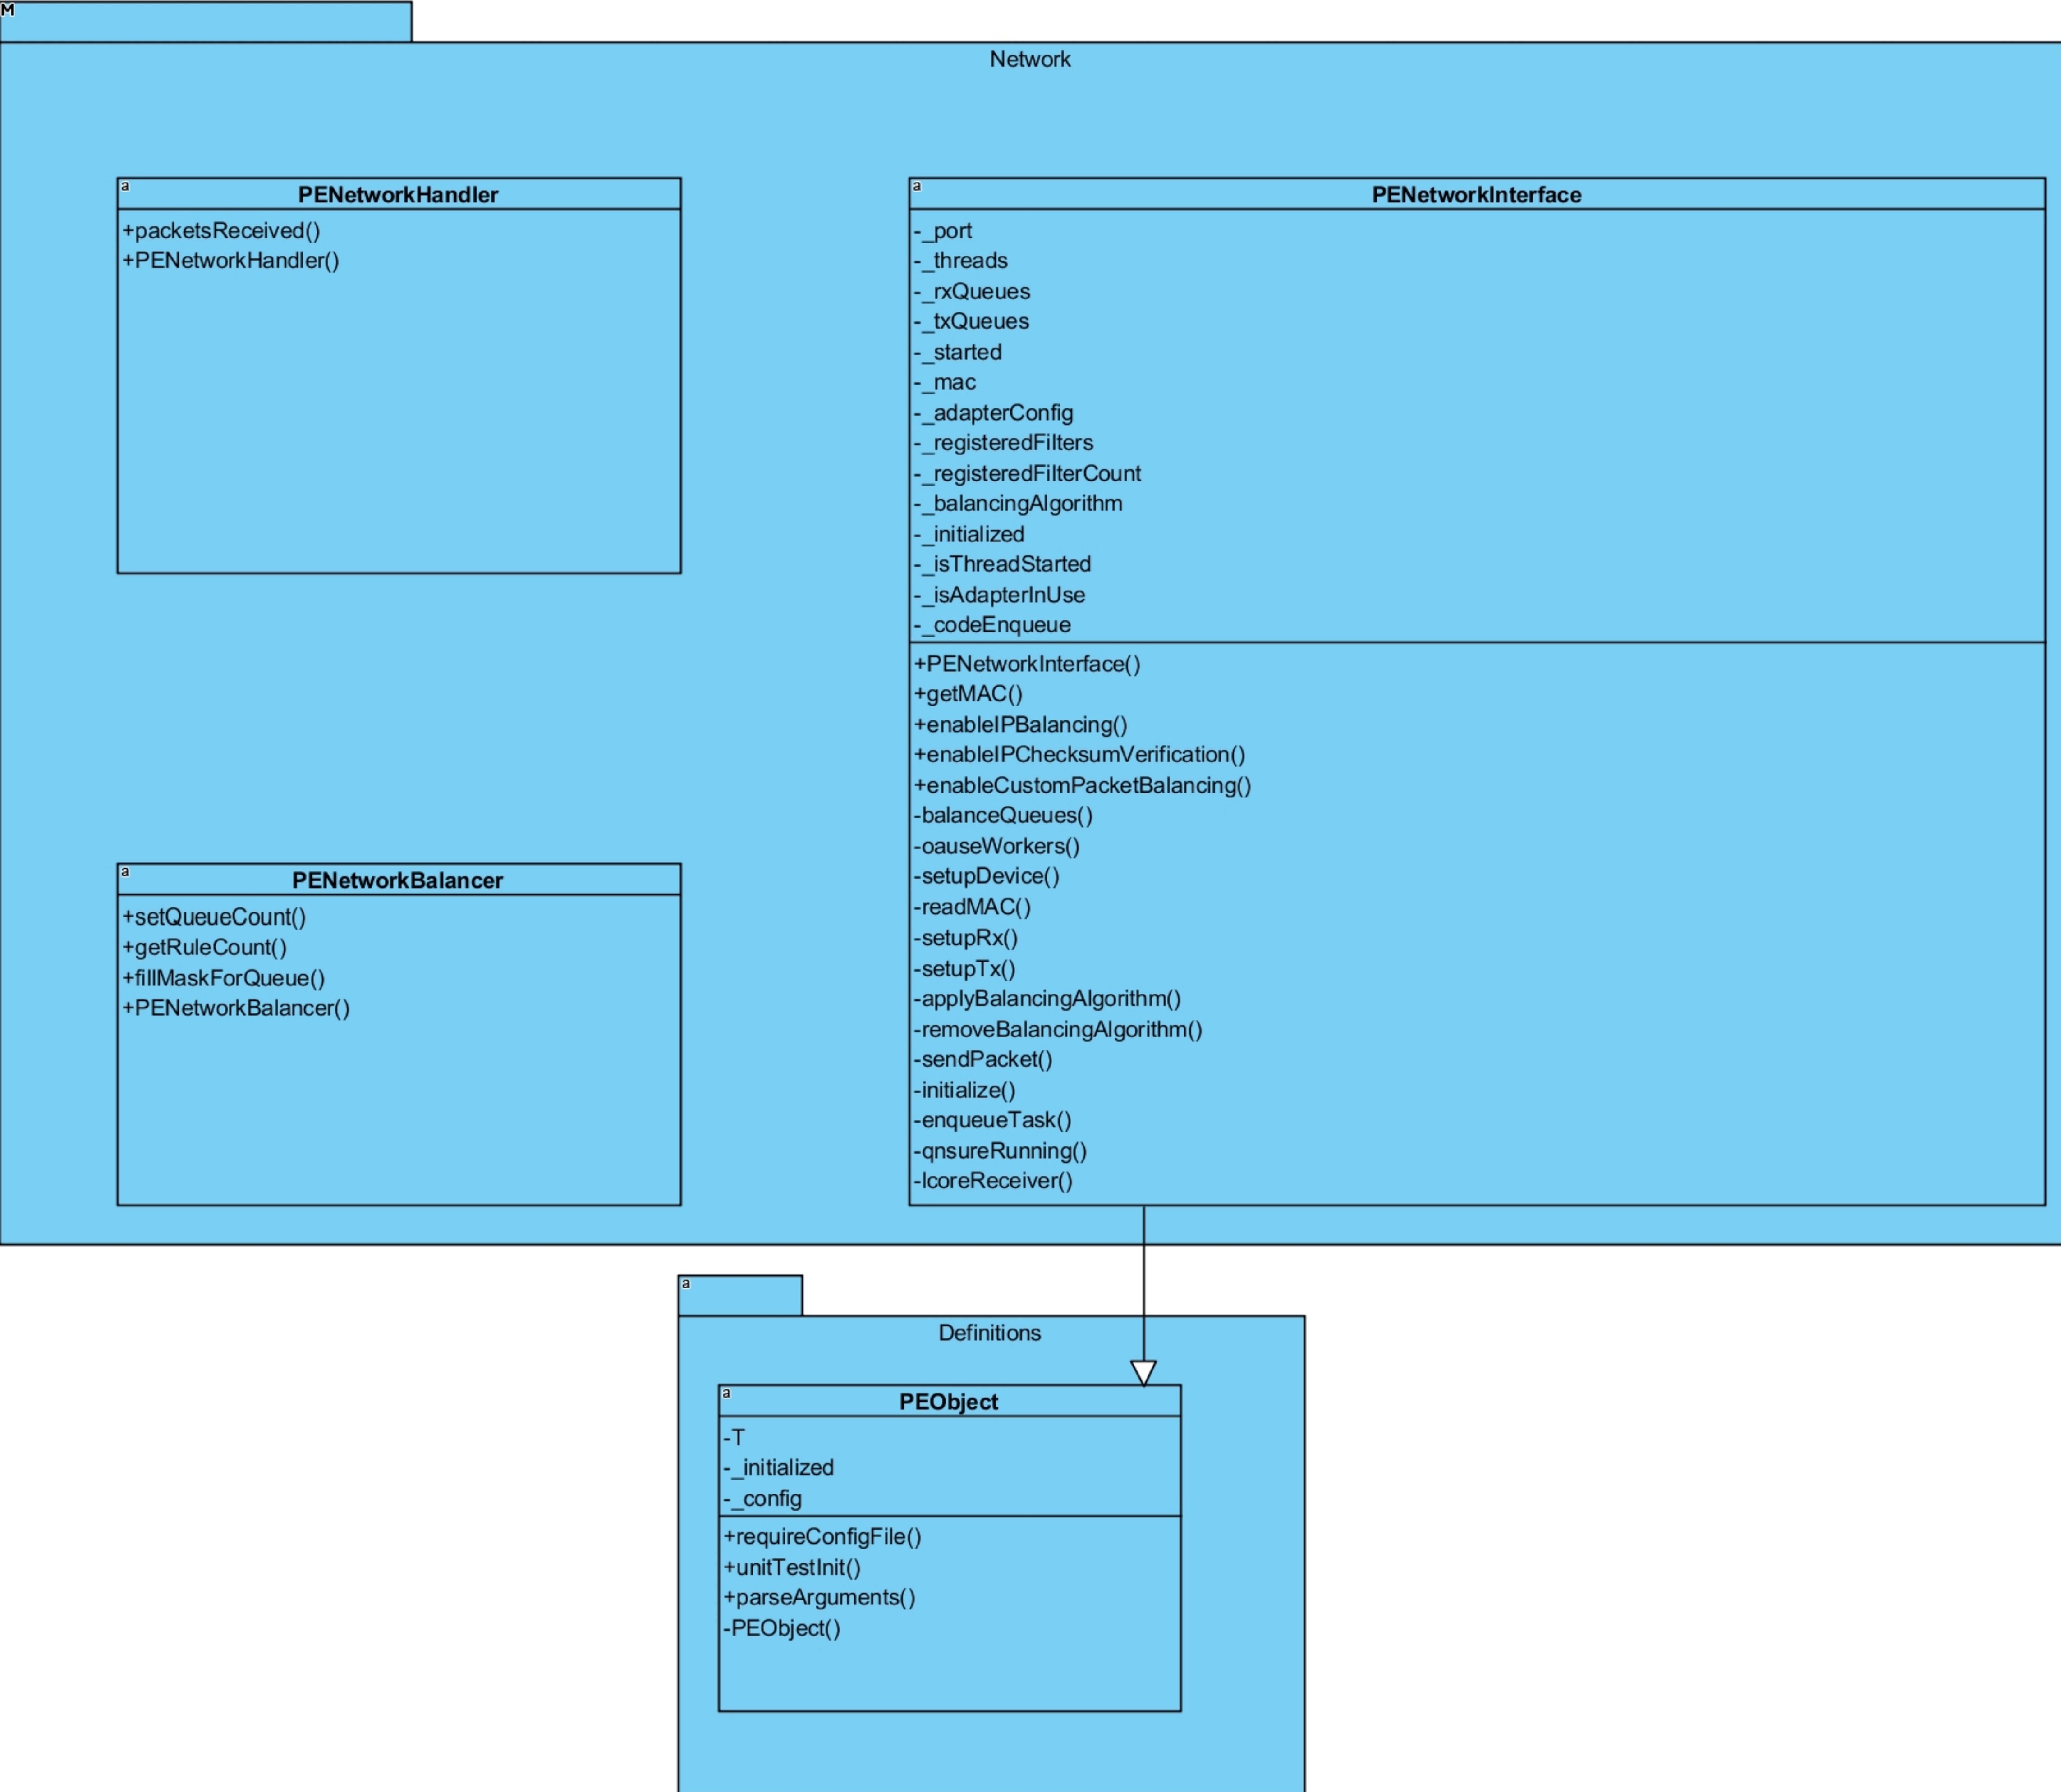 M
Network
a
PENetworkHandler
+packetsReceived()
+PENetworkHandler()
a
PENetworkInterface
-_port
-_threads
-_rxQueues
-_txQueues
-_started
-_mac
-_adapterConfig
-_registeredFilters
-_registeredFilterCount
-_balancingAlgorithm
-_initialized
-_isThreadStarted
-_isAdapterInUse
-_codeEnqueue
+PENetworkInterface()
+getMAC()
+enableIPBalancing()
+enableIPChecksumVerification()
+enableCustomPacketBalancing()
-balanceQueues()
-oauseWorkers()
-setupDevice()
-readMAC()
-setupRx()
-setupTx()
-applyBalancingAlgorithm()
-removeBalancingAlgorithm()
-sendPacket()
-initialize()
-enqueueTask()
-qnsureRunning()
-lcoreReceiver()
a
PENetworkBalancer
+setQueueCount()
+getRuleCount()
+fillMaskForQueue()
+PENetworkBalancer()
a
Definitions
a
PEObject
-T
-_initialized
-_config
+requireConfigFile()
+unitTestInit()
+parseArguments()
-PEObject()